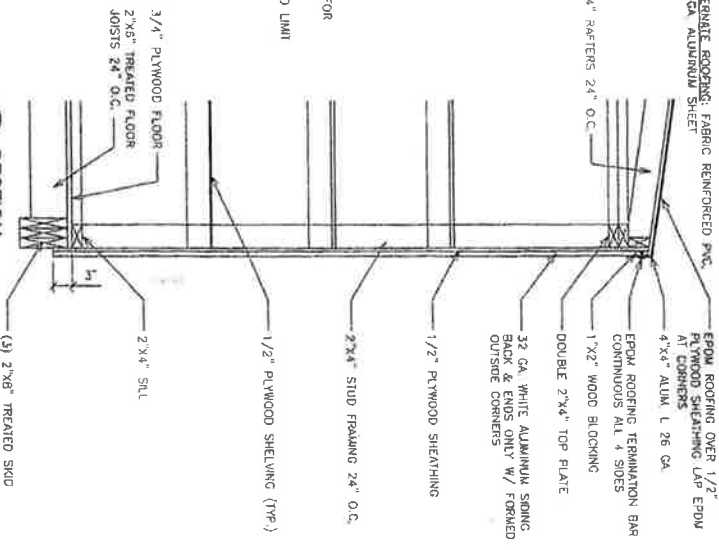 ERNATE ROOFING: FABRIC REINFORCED PVC,
GA. ALUMINUM SHEET
4" RAFTERS 24" O.C.
FOR
D LIMIT
3/4" PLYWOOD FLOOR
2"X6" TREATED FLOOR
JOISTS 24" O.C.
EPDM ROOFING OVER 1/2"
PLYWOOD SHEATHING LAP EPDM
AT CORNERS
4"X4" ALUM. L 26 GA.
EPDM ROOFING TERMINATION BAR
CONTINUOUS ALL 4 SIDES
1"X2" WOOD BLOCKING
DOUBLE 2"X4" TOP PLATE
32 GA. WHITE ALUMINUM SIDING
BACK & ENDS ONLY W/ FORMED
OUTSIDE CORNERS
1/2" PLYWOOD SHEATHING
2"X4" STUD FRAMING 24" O.C.
1/2" PLYWOOD SHELVING (TYP.)
2"X4" SILL
3"
(3) 2"X8" TREATED SKID